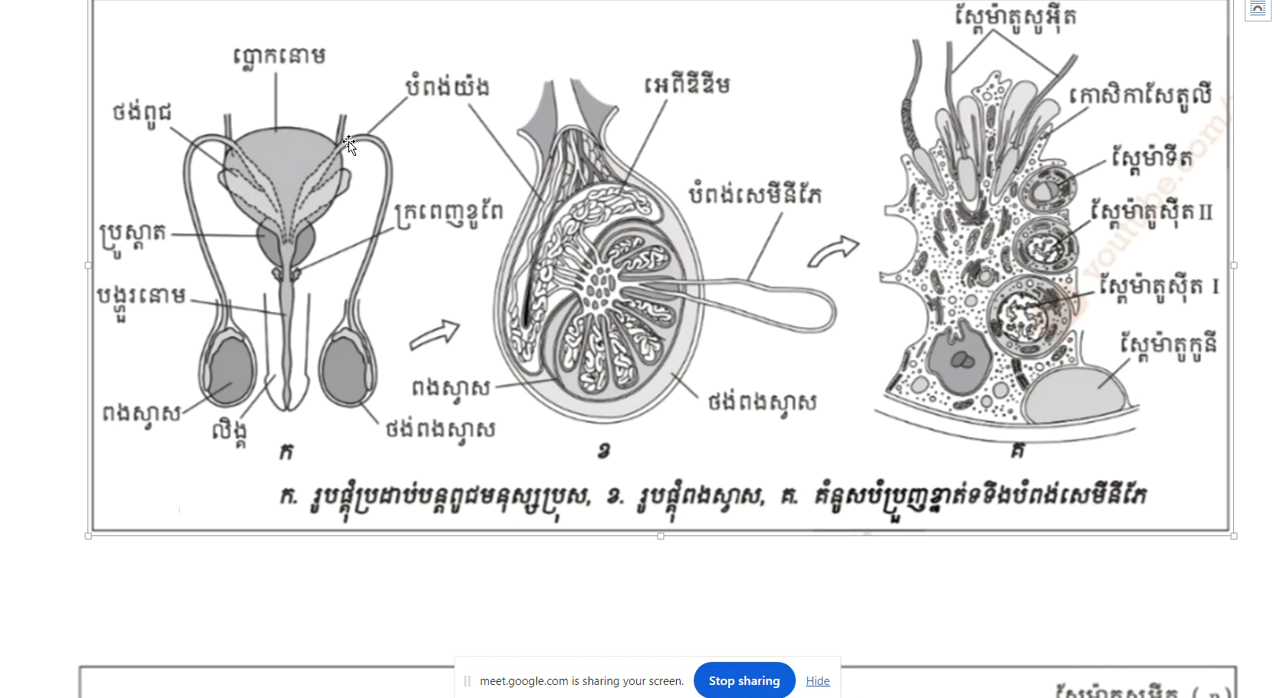 ស្ពែម៉ាតូសូអ៊ីត
ប្លោកនោម
បំពង់យ៉ង
អេពីឌីឌីម
កោសិកាសែតូលី
ថង់ពូជ
ស្ពែម៉ាទីត
បំពង់សេមីនីភែ
ក្រពេញខូពែ
ស្ពែម៉ាតូស៊ីត II
ប្រូស្តាត
បង្ហួរនោម
ស្ពែម៉ាតូស៊ីត I
ស្ពែម៉ាតូកូនី
ពងស្វាស
ថង់ពងស្វាស
ពងស្វាស
លិង្គ
ថង់ពងស្វាស
ក
ខ
គ
ក. រូបផ្គុំប្រដាប់បន្តពូជមនុស្សប្រុស, ខ. រូបផ្គុំពងស្វាស, គ. គំនូសបំប្រួញខ្នាត់ទទឹងបំពង់សេមីនីភែ
youtube.com/
meet.google.com is sharing your screen.
Stop sharing
Hide